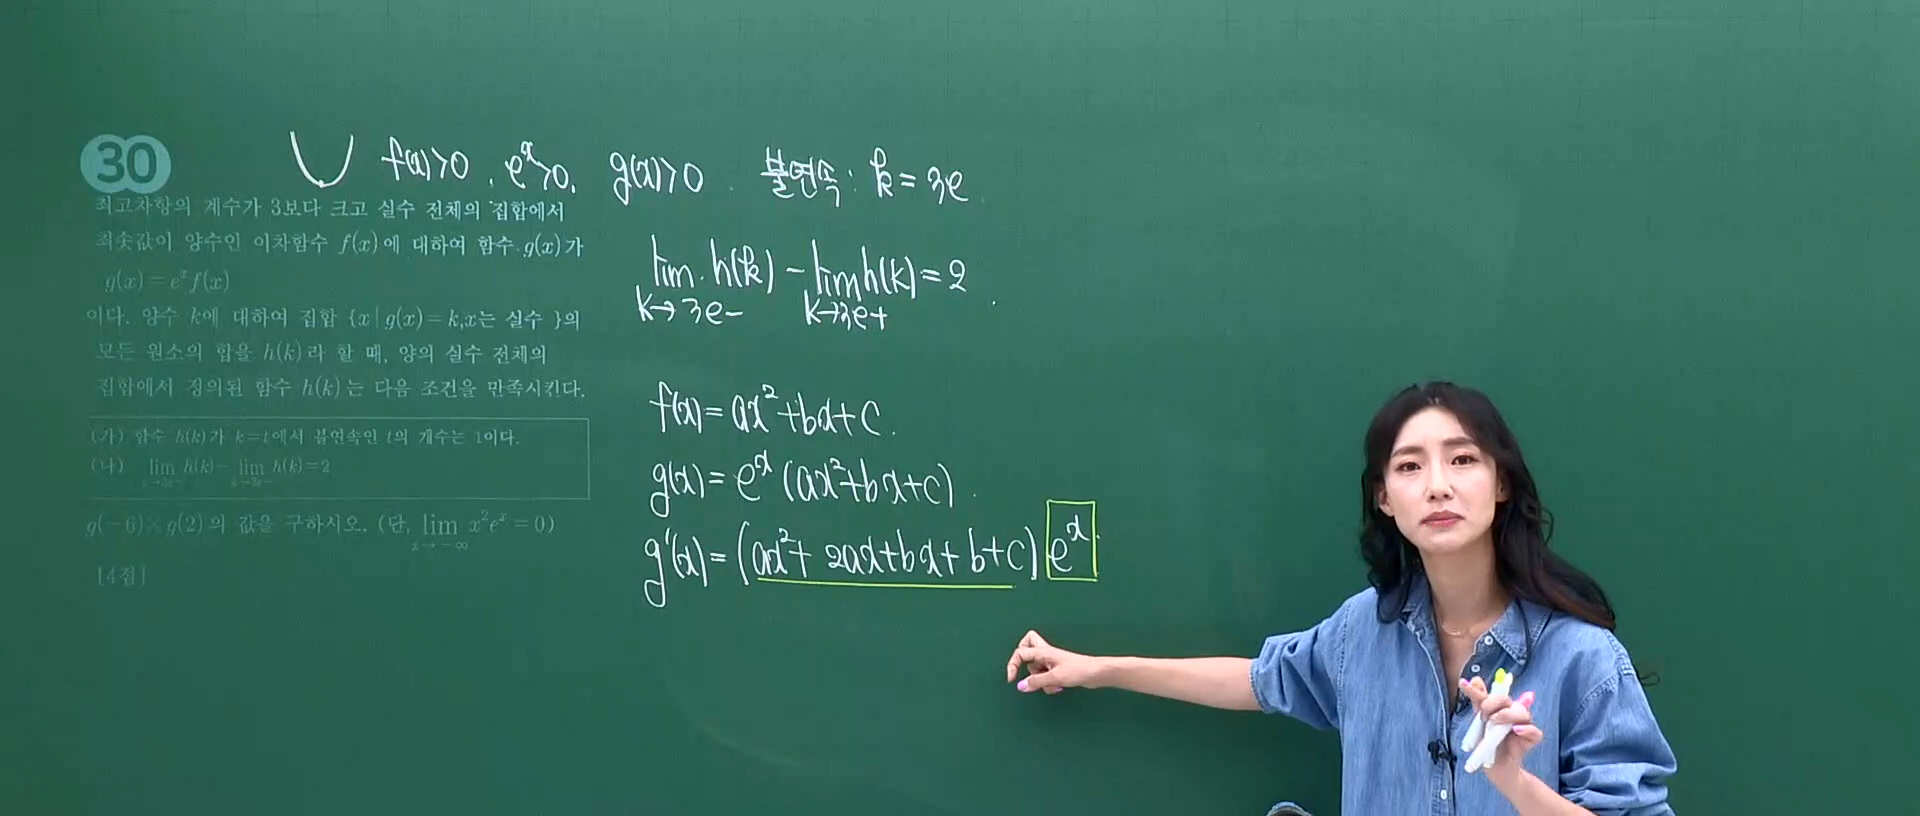 30
최고차항의 계수가 3보다 크고 실수 전체의 집합에서
최솟값이 양수인 이차함수 f(x)에 대하여 함수 g(x)가
g(x)=e^x f(x)
이다. 양수 k에 대하여 집합 {x|g(x)=k,x는 실수 }의
모든 원소의 합을 h(k)라 할 때, 양의 실수 전체의
집합에서 정의된 함수 h(k)는 다음 조건을 만족시킨다.
(가) 함수 h(k)가 k=t에서 불연속인 t의 개수는 1이다.
(나) lim h(k)- lim h(k)=2
g(-6)×g(2)의 값을 구하시오. (단, lim x→-∞ x²e^x=0)
[4점]
f(x)>0 . e^x>0. g(x)>0 . 불연속: k=3e
lim h(k) - lim h(k)=2 .
k→3e- k→3e+
f(x)=ax²+bx+c .
g(x)=e^x (ax²+bx+c) .
g'(x)=(ax²+ 2ax+bx+ b+c) e^x